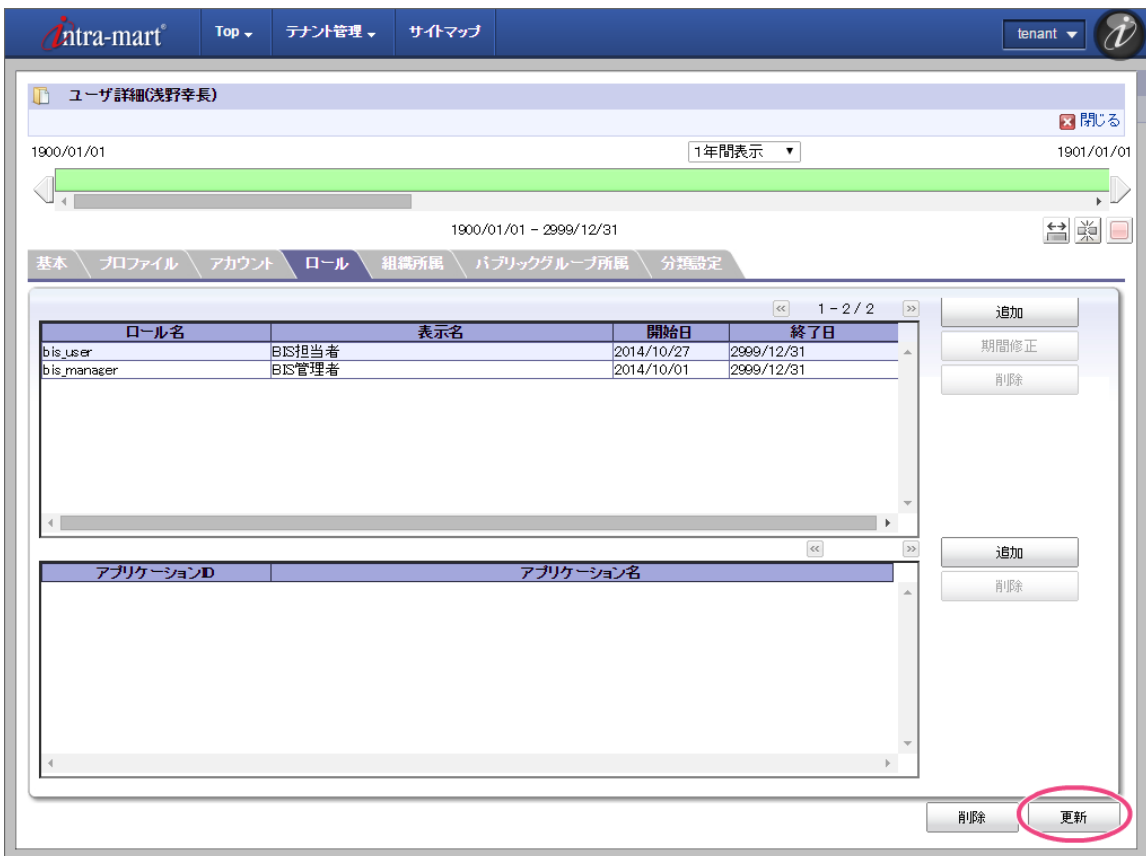 intra-mart® Top テナント管理 サイトマップ tenant
ユーザ詳細(浅野幸長)
閉じる
1900/01/01 1年間表示 1901/01/01
1900/01/01 - 2999/12/31
基本 プロファイル アカウント ロール 組織所属 パブリックグループ所属 分類設定
<< 1 - 2 / 2 >> 追加
ロール名 表示名 開始日 終了日
期間修正
bis_user BIS担当者 2014/10/27 2999/12/31
bis_manager BIS管理者 2014/10/01 2999/12/31
削除
<< >> 追加
アプリケーションID アプリケーション名
削除
削除 更新